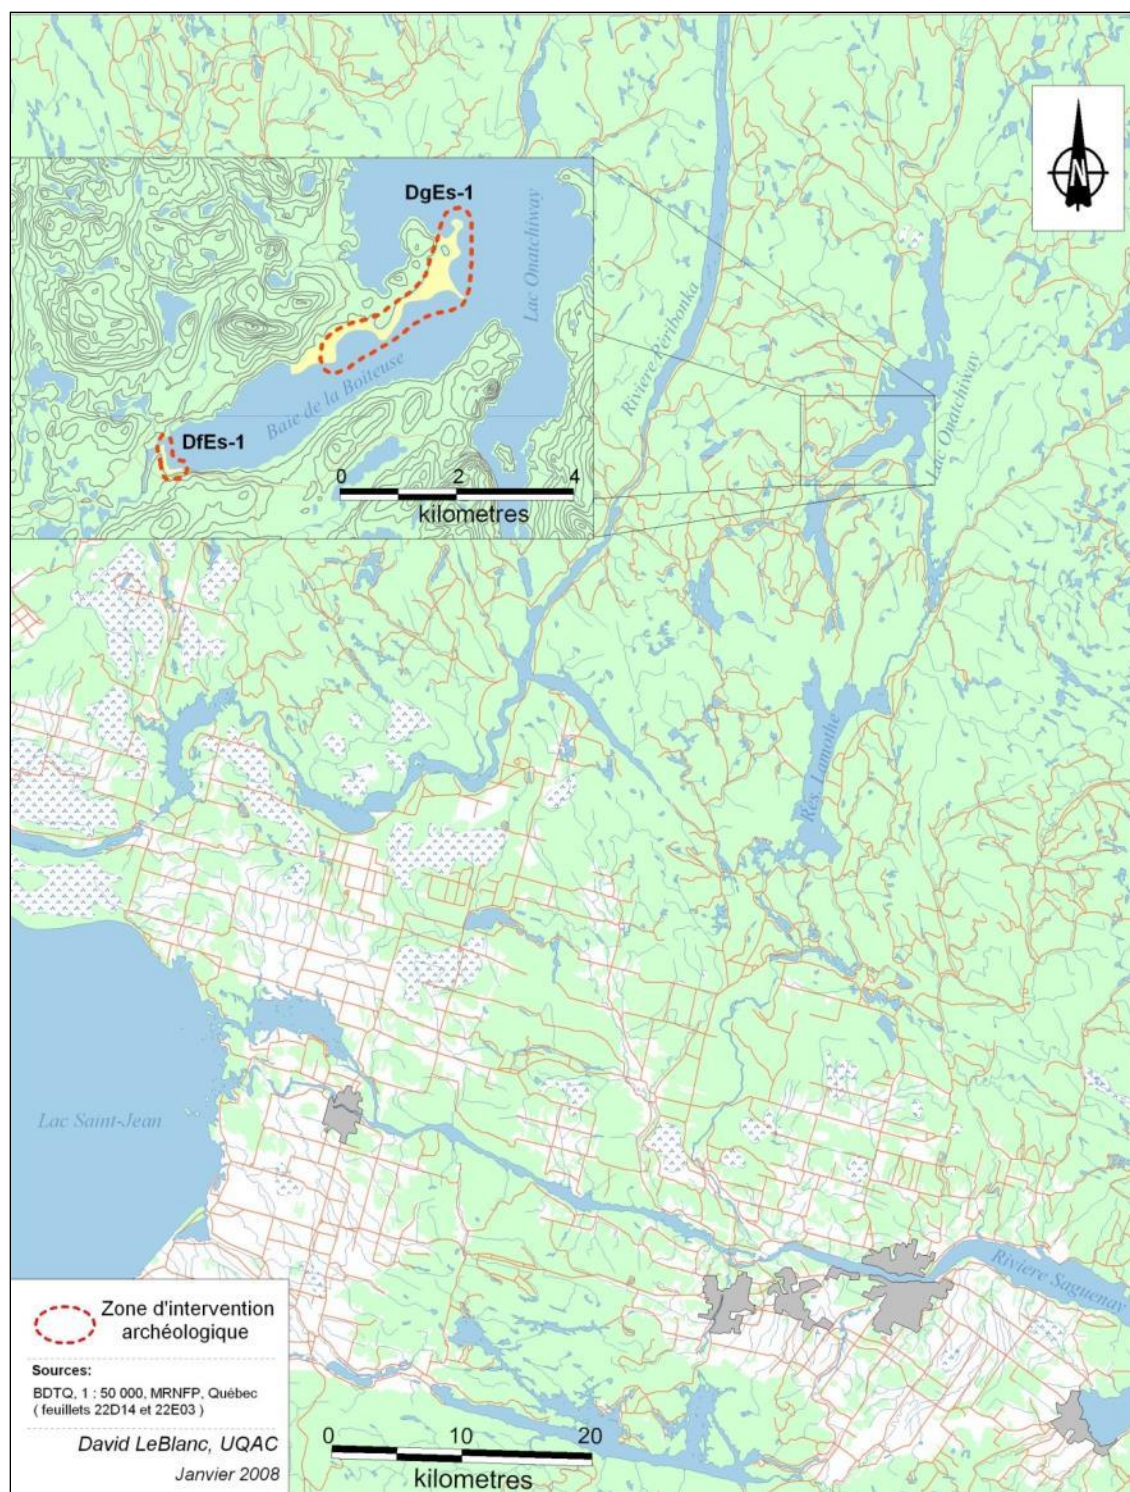 N
DgEs-1
Lac Onatchiway
Rivière Péribonka
Baie de la Boiteuse
DfEs-1
0 2 4
kilometres
Lac Onatchiway
Res Lamothe
Lac Saint-Jean
Riviere Saguenay
Zone d'intervention
archéologique
Sources:
BDTQ, 1 : 50 000, MRNFP, Québec
( feuillets 22D14 et 22E03 )
David LeBlanc, UQAC
Janvier 2008
0 10 20
kilometres